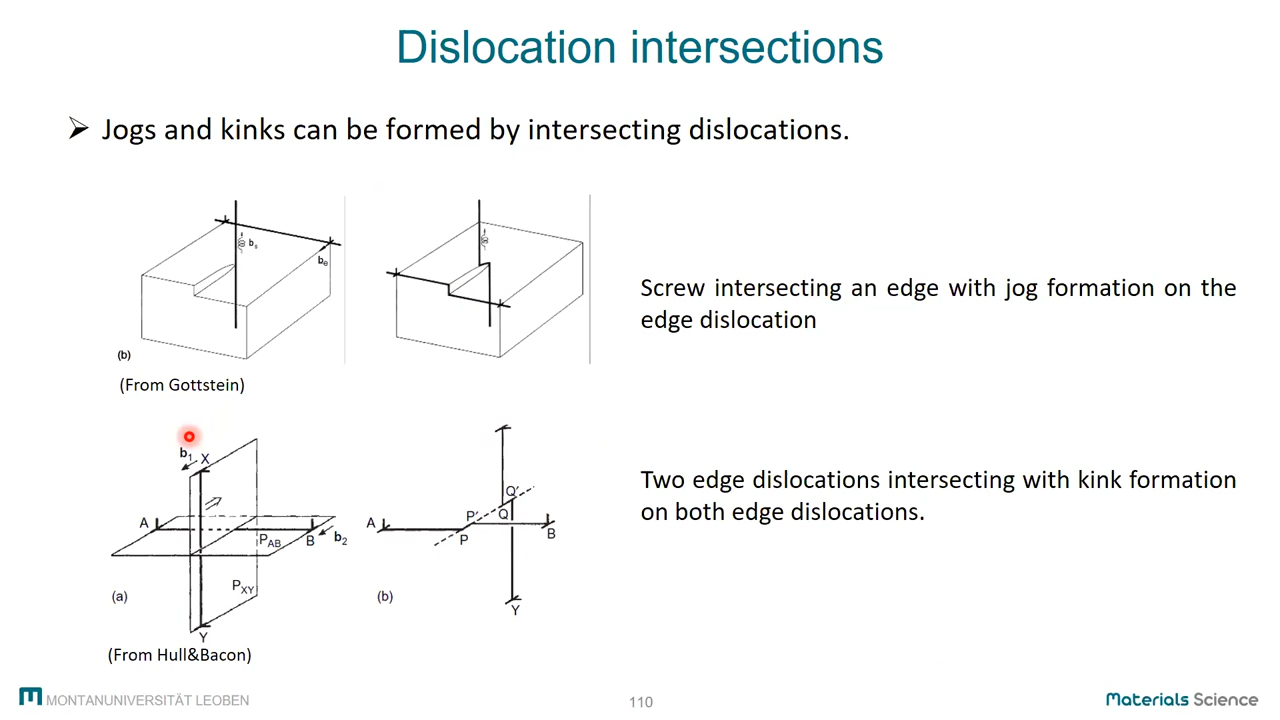 Dislocation intersections
➢ Jogs and kinks can be formed by intersecting dislocations.
bs
be
(b)
(From Gottstein)
Screw intersecting an edge with jog formation on the
edge dislocation
b1
X
A
PAB
B
b2
PXY
(a)
Y
(From Hull&Bacon)
A
P'
Q'
Q
P
B
(b)
Y
Two edge dislocations intersecting with kink formation
on both edge dislocations.
MONTANUNIVERSITÄT LEOBEN
110
Materials Science